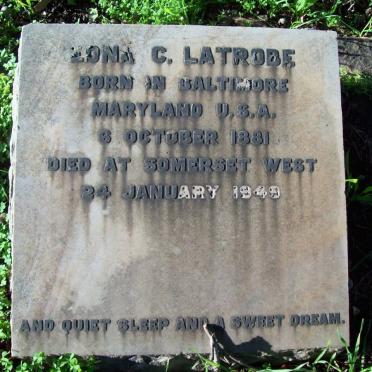 EDNA C. LATROBE
BORN IN BALTIMORE
MARYLAND U.S.A.
8 OCTOBER 1881
DIED AT SOMERSET WEST
24 JANUARY 1949
AND QUIET SLEEP AND A SWEET DREAM.